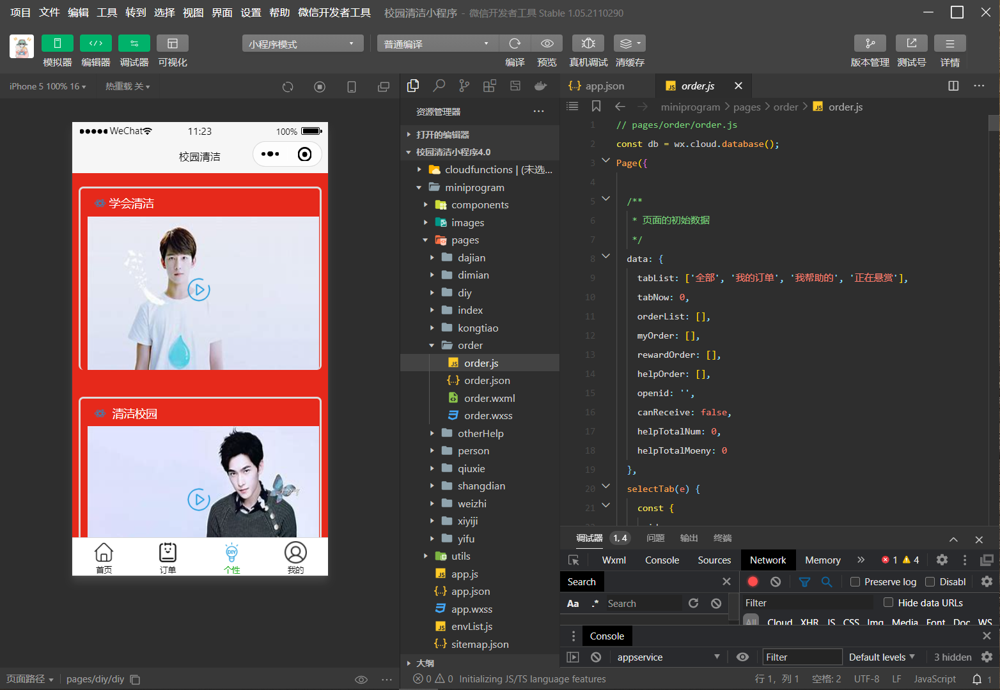 项目 文件 编辑 工具 转到 选择 视图 界面 设置 帮助 微信开发者工具 校园清洁小程序 - 微信开发者工具 Stable 1.05.2110290
模拟器 编辑器 调试器 可视化
小程序模式
普通编译
编译 预览 真机调试 清缓存
版本管理 测试号 详情
iPhone 5 100% 16
热重载 关
WeChat
11:23
100%
校园清洁
学会清洁
清洁校园
首页
订单
DIY
个性
我的
页面路径
pages/diy/diy
资源管理器
打开的编辑器
校园清洁小程序4.0
cloudfunctions | (未选...
miniprogram
components
images
pages
dajian
dimian
diy
index
kongtiao
order
order.js
order.json
order.wxml
order.wxss
otherHelp
person
qiuxie
shangdian
weizhi
xiyiji
yifu
utils
app.js
app.json
app.wxss
envList.js
sitemap.json
大纲
0 0 Initializing JS/TS language features
app.json
order.js
miniprogram > pages > order > order.js
1 // pages/order/order.js
2 const db = wx.cloud.database();
3 Page({
4
5 /**
6 * 页面的初始数据
7 */
8 data: {
9 tabList: ['全部', '我的订单', '我帮助的', '正在悬赏'],
10 tabNow: 0,
11 orderList: [],
12 myOrder: [],
13 rewardOrder: [],
14 helpOrder: [],
15 openid: '',
16 canReceive: false,
17 helpTotalNum: 0,
18 helpTotalMoeny: 0
19 },
20 selectTab(e) {
21 const {
调试器 1, 4 问题 输出 终端
Wxml Console Sources Network Memory 1 4
Search
Preserve log Disabl
Aa .* Search
Filter
Hide data URLs
All Cloud XHR JS CSS Img Media Font Doc WS
Console
appservice
Filter
Default levels
3 hidden
行 1，列 1 空格: 2 UTF-8 LF JavaScript 1